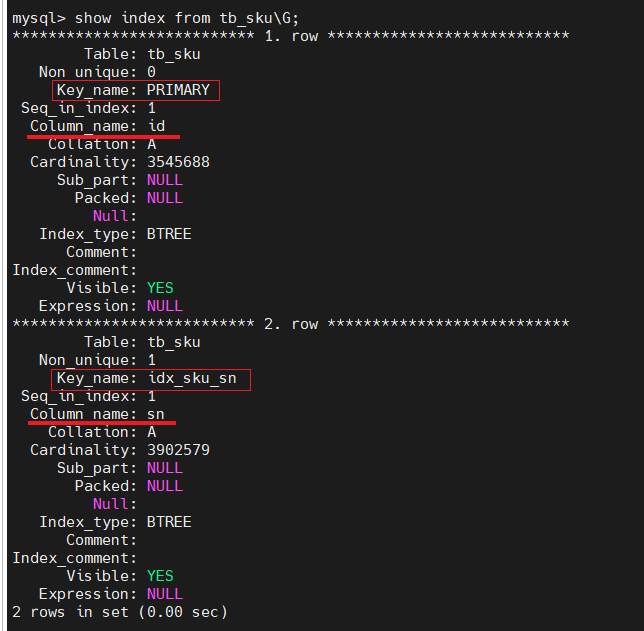 mysql> show index from tb_sku\G;
*************************** 1. row ***************************
Table: tb_sku
Non_unique: 0
Key_name: PRIMARY
Seq_in_index: 1
Column_name: id
Collation: A
Cardinality: 3545688
Sub_part: NULL
Packed: NULL
Null:
Index_type: BTREE
Comment:
Index_comment:
Visible: YES
Expression: NULL
*************************** 2. row ***************************
Table: tb_sku
Non_unique: 1
Key_name: idx_sku_sn
Seq_in_index: 1
Column_name: sn
Collation: A
Cardinality: 3902579
Sub_part: NULL
Packed: NULL
Null:
Index_type: BTREE
Comment:
Index_comment:
Visible: YES
Expression: NULL
2 rows in set (0.00 sec)